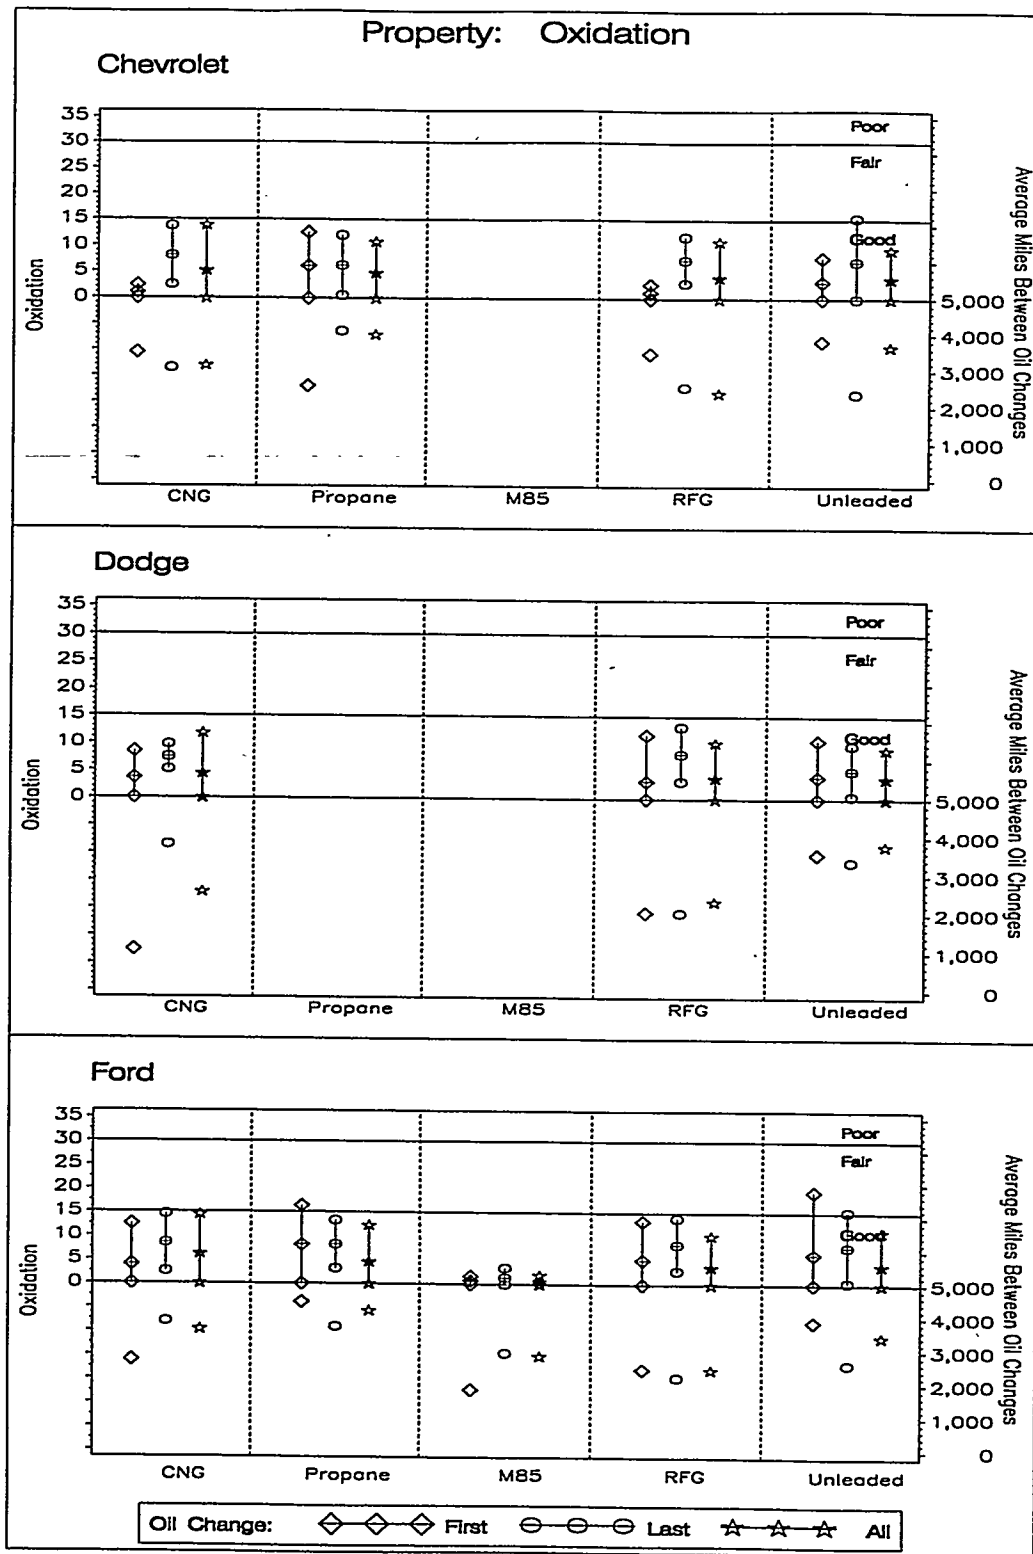 Property: Oxidation
Chevrolet
35
30
25
20
15
10
5
0
Oxidation
Poor
Fair
Good
5,000
4,000
3,000
2,000
1,000
0
Average Miles Between Oil Changes
CNG Propane M85 RFG Unleaded
Dodge
35
30
25
20
15
10
5
0
Oxidation
Poor
Fair
Good
5,000
4,000
3,000
2,000
1,000
0
Average Miles Between Oil Changes
CNG Propane M85 RFG Unleaded
Ford
35
30
25
20
15
10
5
0
Oxidation
Poor
Fair
Good
5,000
4,000
3,000
2,000
1,000
0
Average Miles Between Oil Changes
CNG Propane M85 RFG Unleaded
Oil Change: First Last All